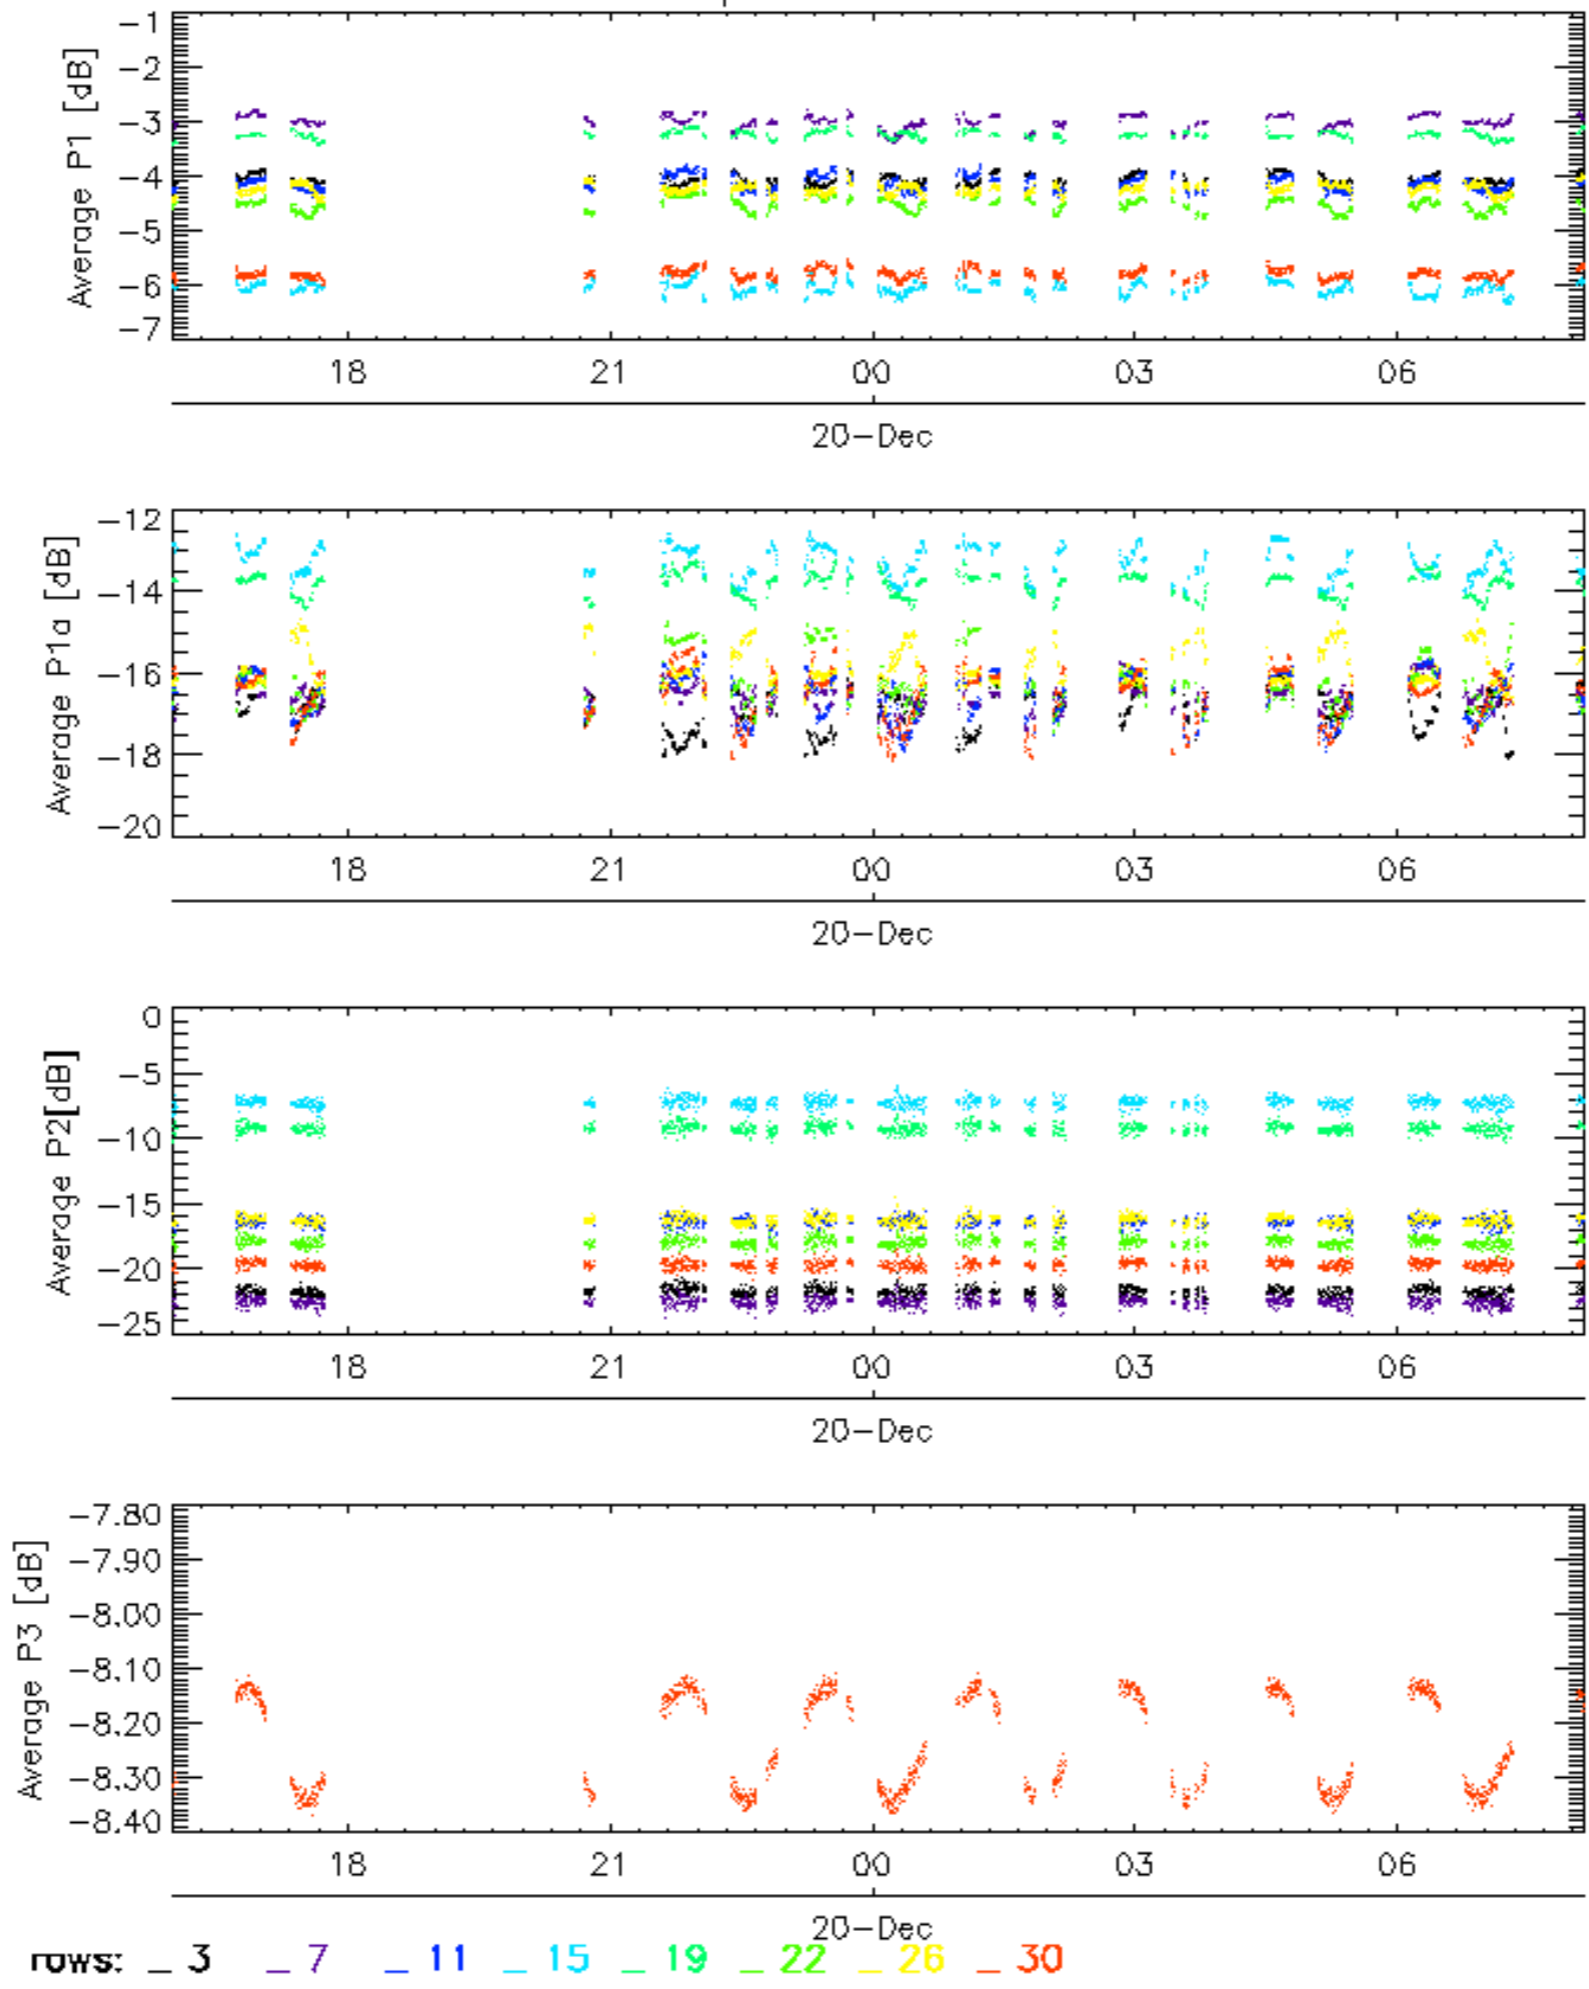 Average P1 [dB]
-1
-2
-3
-4
-5
-6
-7
18 21 00 03 06
20-Dec
Average P1a [dB]
-12
-14
-16
-18
-20
18 21 00 03 06
20-Dec
Average P2[dB]
0
-5
-10
-15
-20
-25
18 21 00 03 06
20-Dec
Average P3 [dB]
-7.80
-7.90
-8.00
-8.10
-8.20
-8.30
-8.40
18 21 00 03 06
20-Dec
rows: _ 3 _ 7 _ 11 _ 15 _ 19 _ 22 _ 26 _ 30